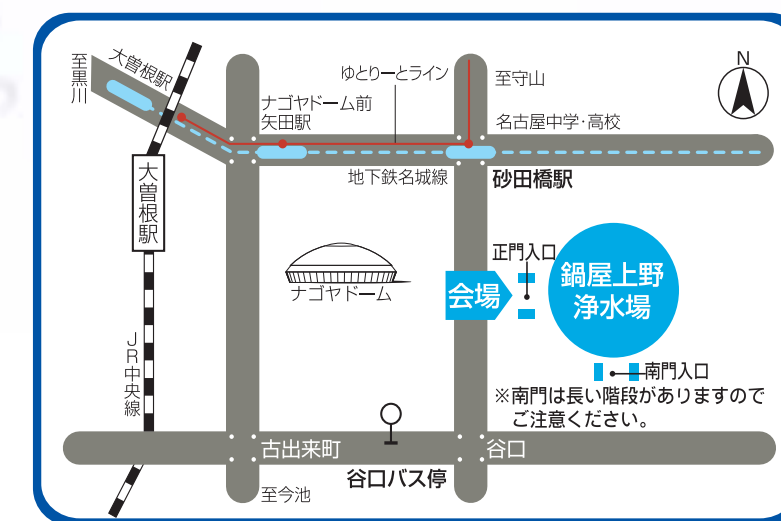 至黒川
大曽根駅
ゆとりーとライン
至守山
N
ナゴヤドーム前
矢田駅
名古屋中学・高校
大曽根駅
地下鉄名城線
砂田橋駅
正門入口
鍋屋上野
浄水場
会場
ナゴヤドーム
JR中央線
南門入口
※南門は長い階段がありますので
ご注意ください。
古出来町
谷口
谷口バス停
至今池